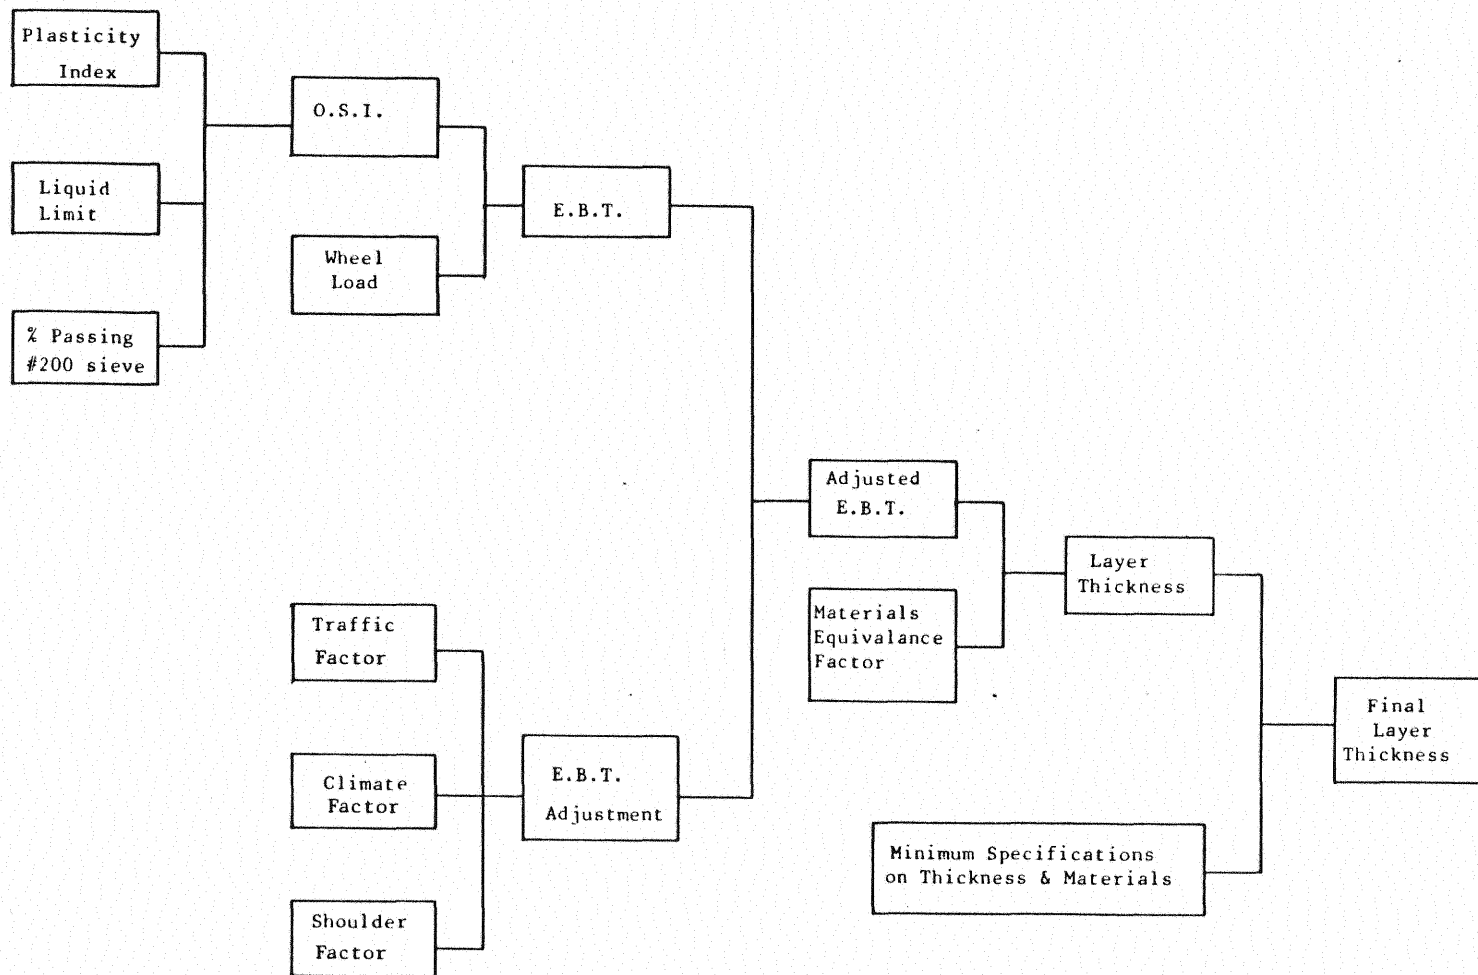 Plasticity
Index
Liquid
Limit
% Passing
#200 sieve
O.S.I.
Wheel
Load
E.B.T.
Traffic
Factor
Climate
Factor
Shoulder
Factor
E.B.T.
Adjustment
Adjusted
E.B.T.
Materials
Equivalance
Factor
Layer
Thickness
Minimum Specifications
on Thickness & Materials
Final
Layer
Thickness